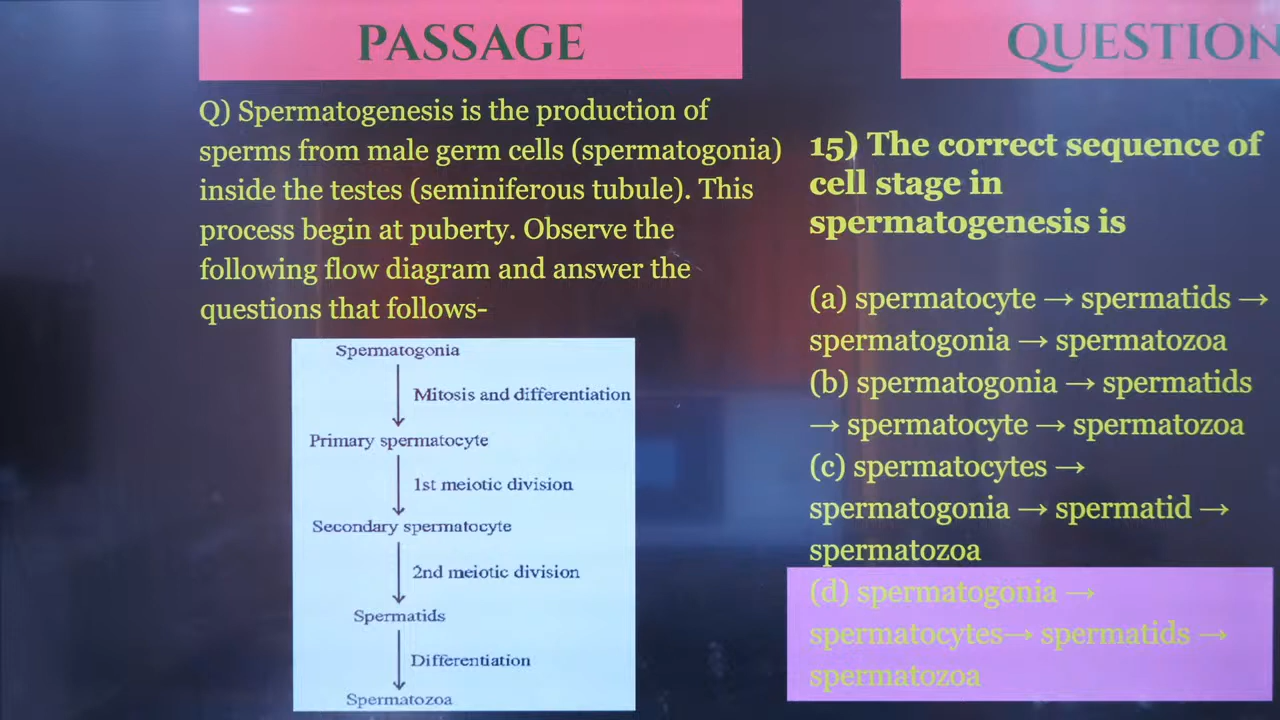 PASSAGE
Q) Spermatogenesis is the production of
sperms from male germ cells (spermatogonia)
inside the testes (seminiferous tubule). This
process begin at puberty. Observe the
following flow diagram and answer the
questions that follows-
Spermatogonia
Mitosis and differentiation
Primary spermatocyte
1st meiotic division
Secondary spermatocyte
2nd meiotic division
Spermatids
Differentiation
Spermatozoa
QUESTION
15) The correct sequence of
cell stage in
spermatogenesis is
(a) spermatocyte → spermatids →
spermatogonia → spermatozoa
(b) spermatogonia → spermatids
→ spermatocyte → spermatozoa
(c) spermatocytes →
spermatogonia → spermatid →
spermatozoa
(d) spermatogonia →
spermatocytes→ spermatids →
spermatozoa